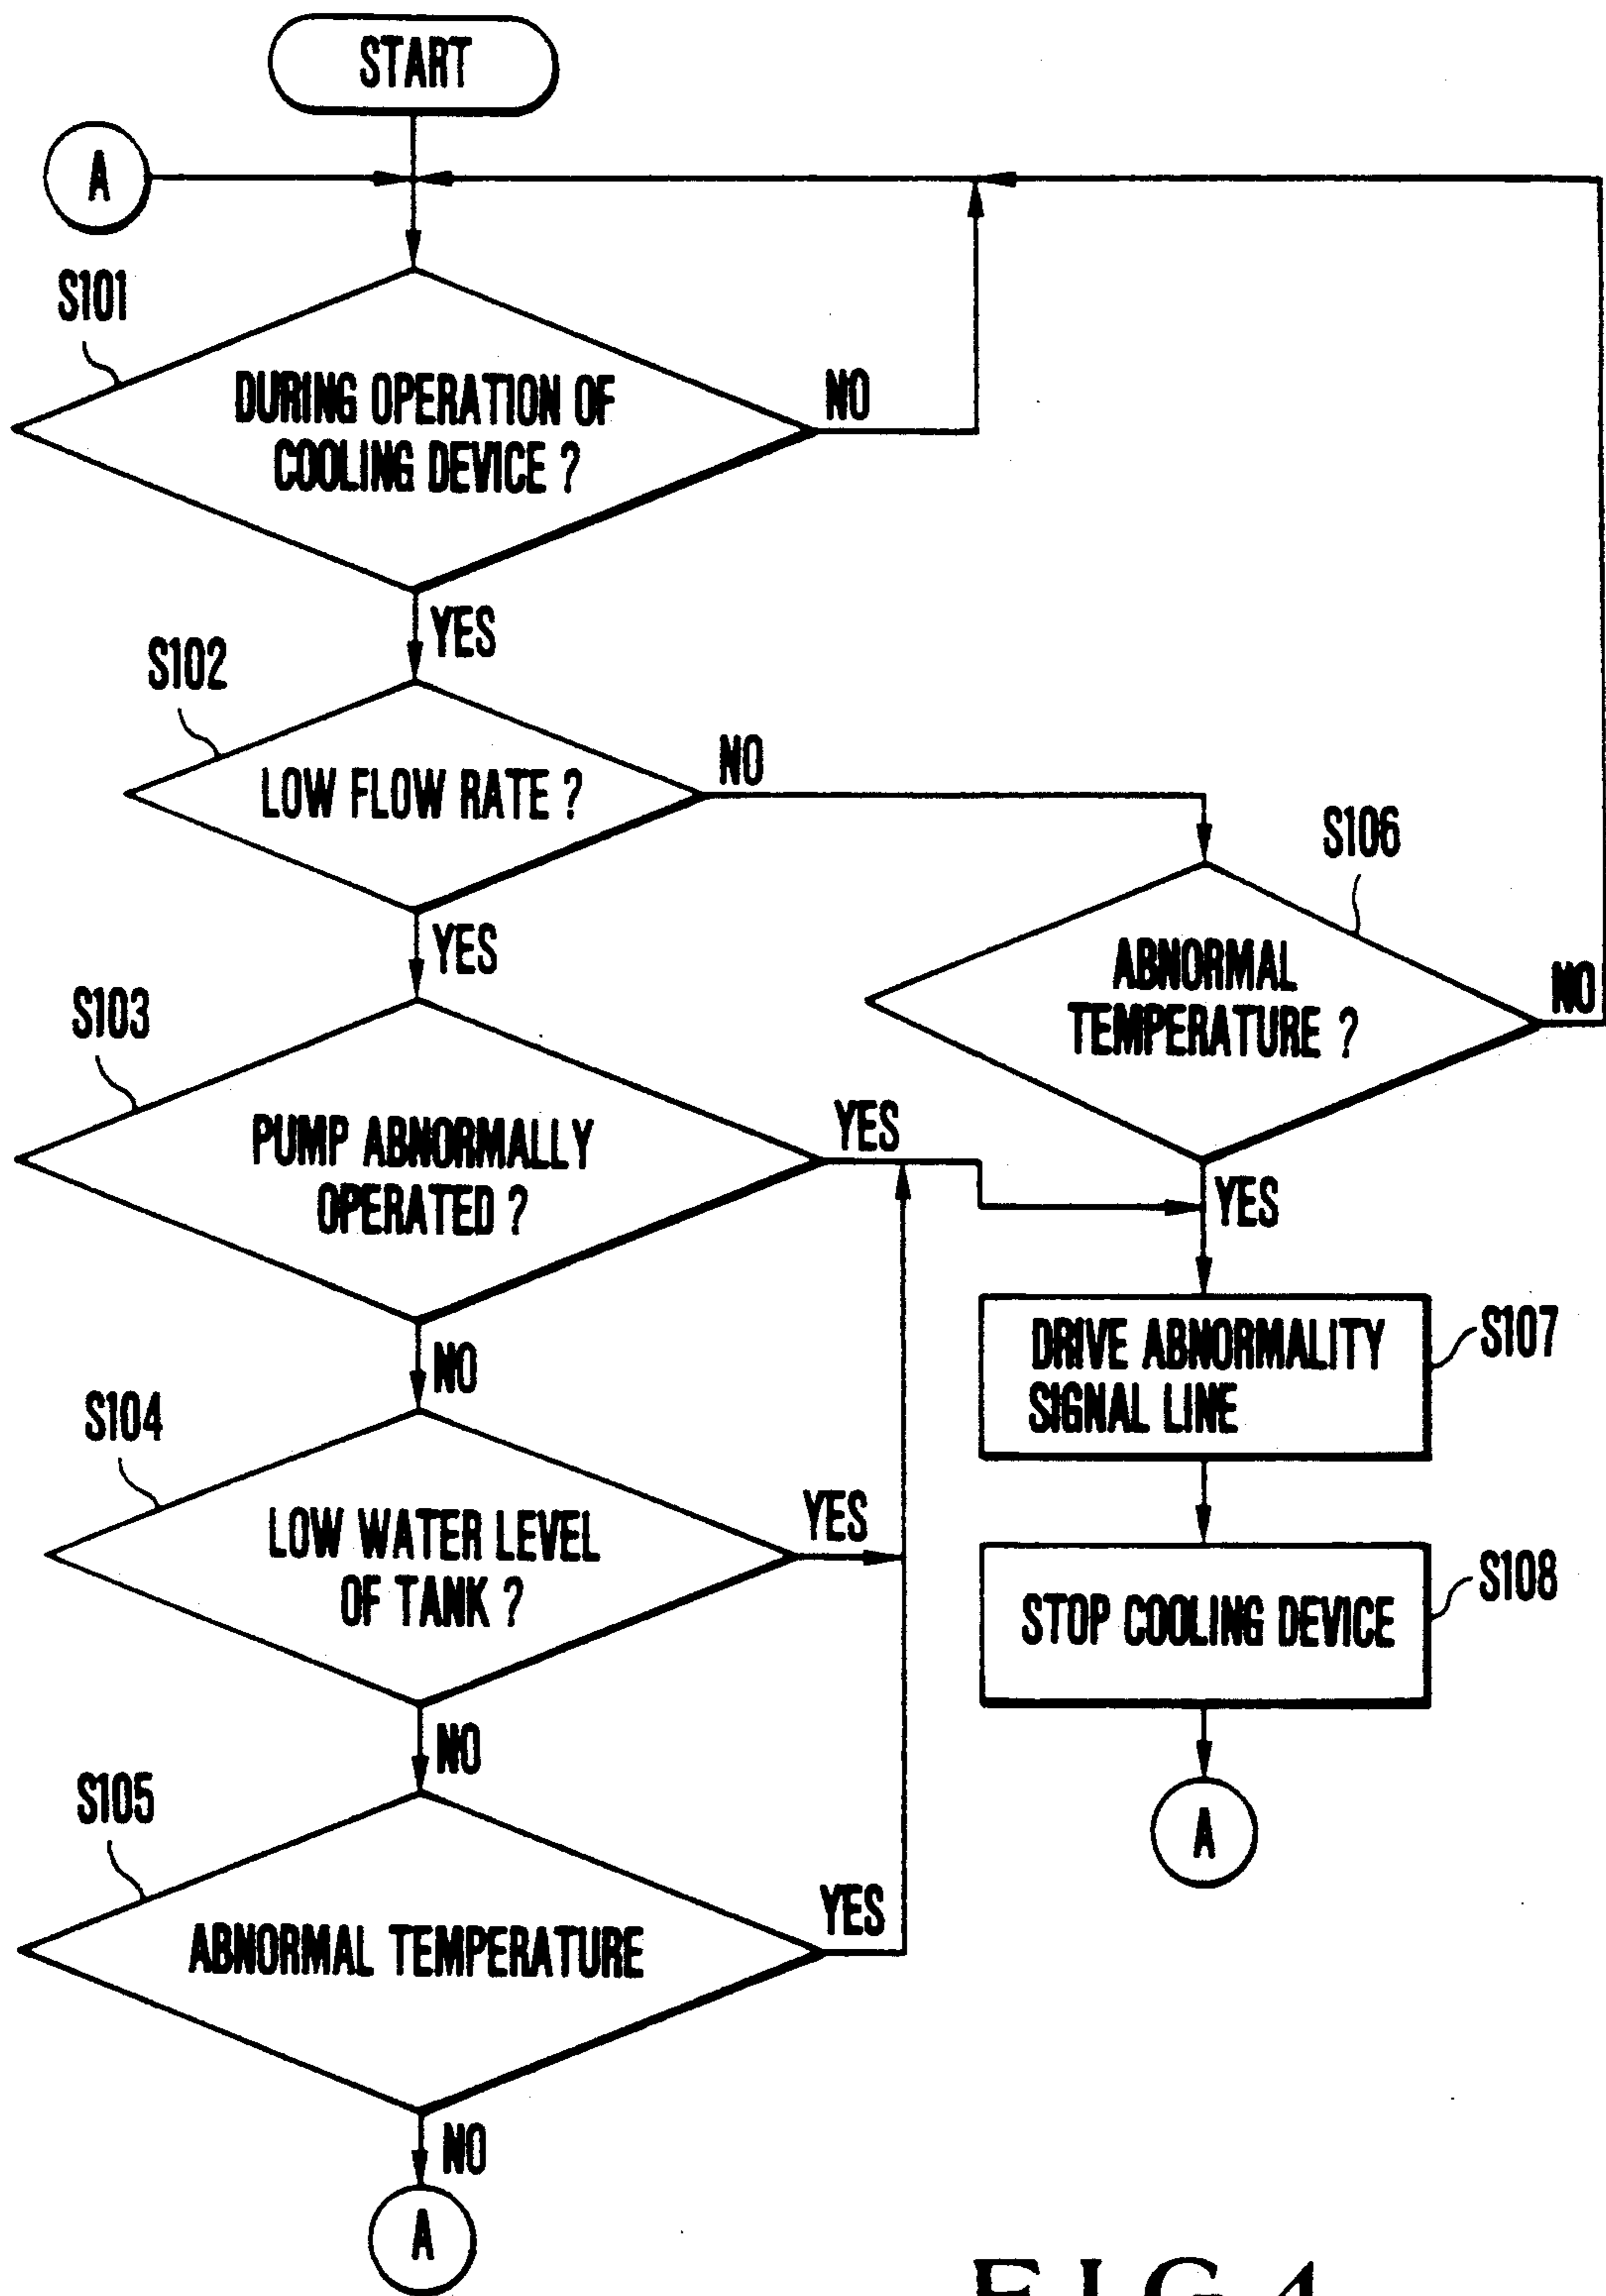 START
A
S101
DURING OPERATION OF
COOLING DEVICE ?
NO
YES
S102
LOW FLOW RATE ?
NO
YES
S106
ABNORMAL
TEMPERATURE ?
NO
YES
S103
PUMP ABNORMALLY
OPERATED ?
YES
NO
S107
DRIVE ABNORMALITY
SIGNAL LINE
S104
LOW WATER LEVEL
OF TANK ?
YES
NO
S108
STOP COOLING DEVICE
A
S105
ABNORMAL TEMPERATURE
YES
NO
A
FIG.4